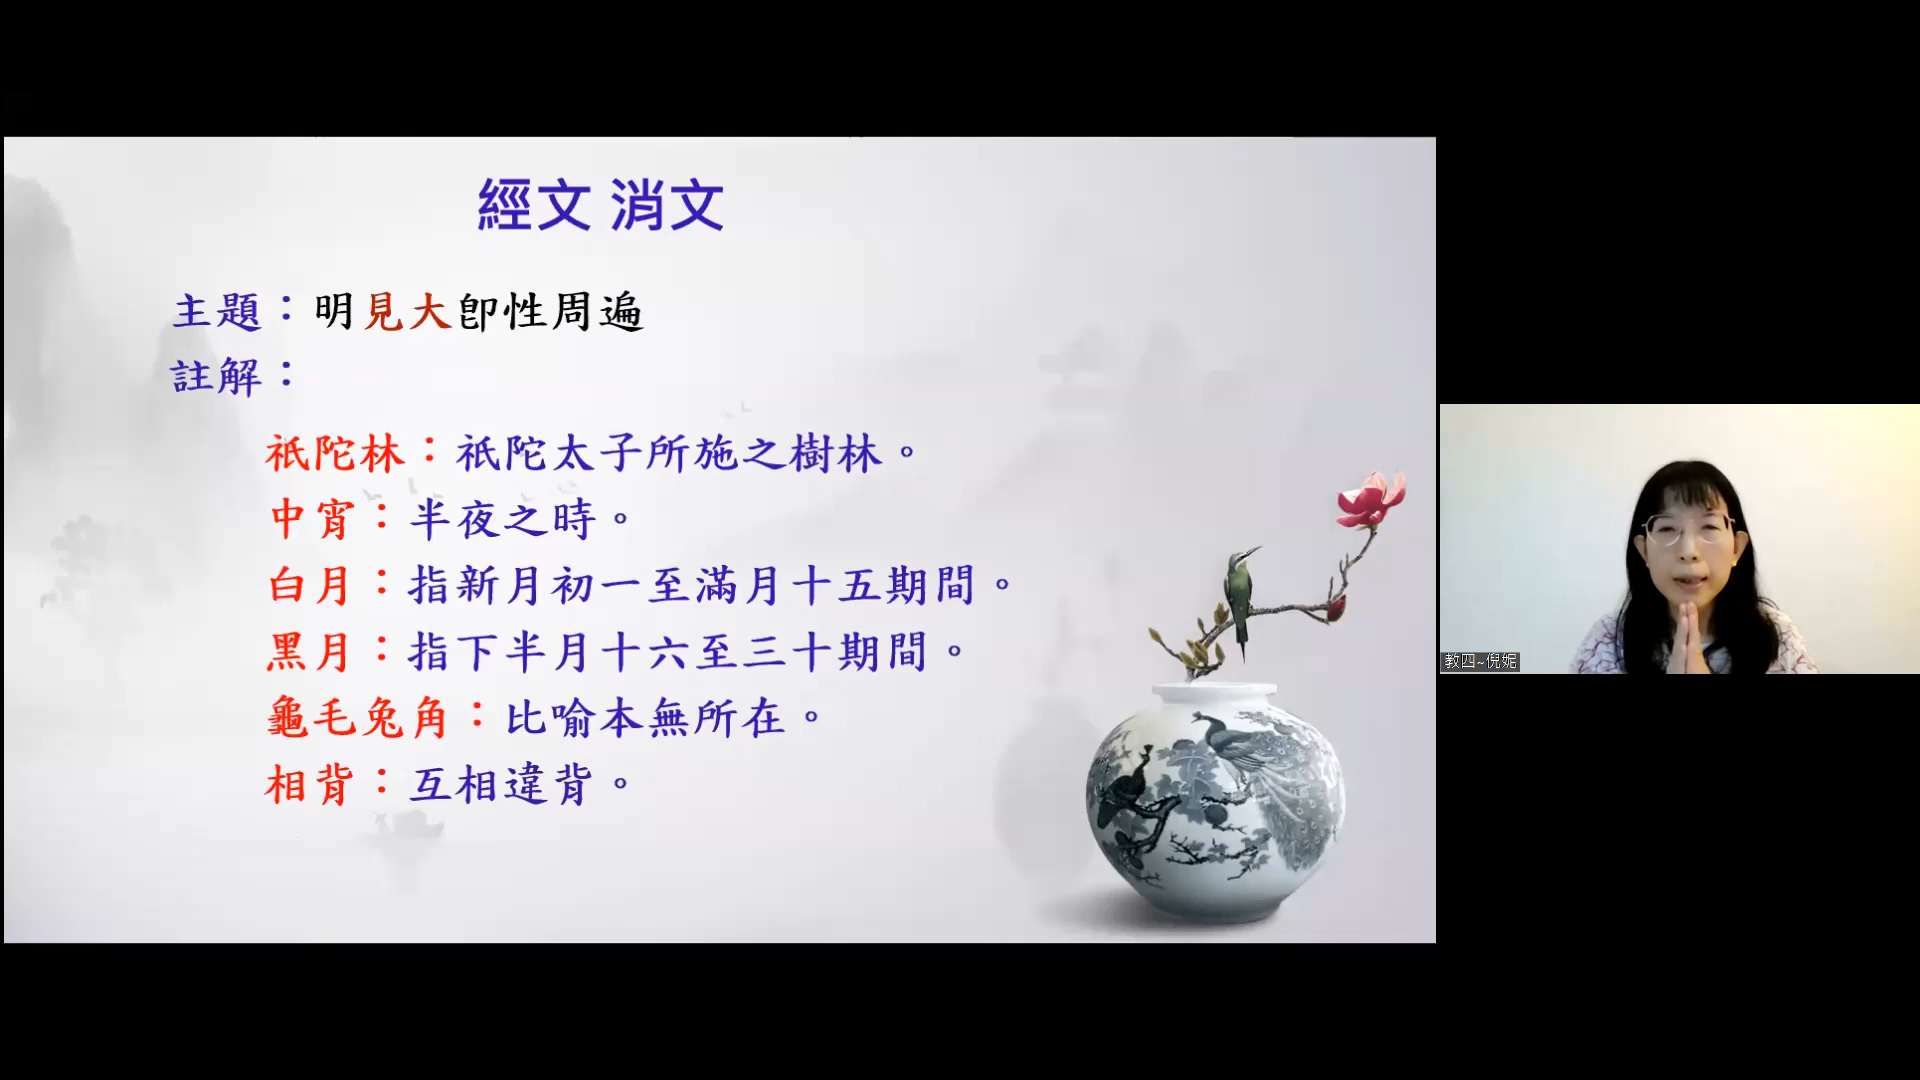 經文 消文
主題：明見大卽性周遍
註解：
祇陀林：祇陀太子所施之樹林。
中宵：半夜之時。
白月：指新月初一至滿月十五期間。
黑月：指下半月十六至三十期間。
龜毛兔角：比喻本無所在。
相背：互相違背。
教四~倪妮